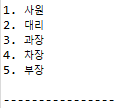 1. 사원
2. 대리
3. 과장
4. 차장
5. 부장
-----------------